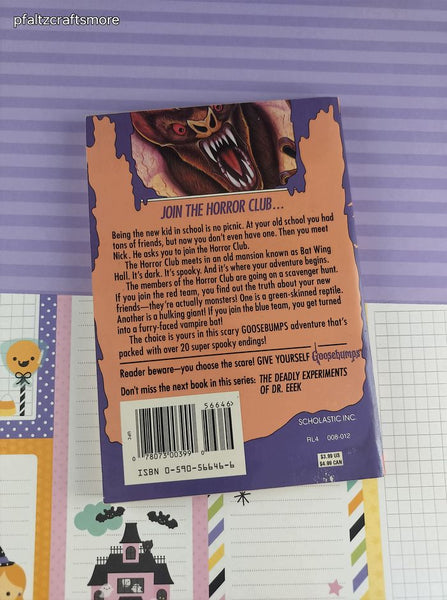 pfaltzcraftsmore
JOIN THE HORROR CLUB...
Being the new kid in school is no picnic. At your old school you had
tons of friends, but now you don't even have one. Then you meet
Nick. He asks you to join the Horror Club.
The Horror Club meets in an old mansion known as Bat Wing
Hall. It's dark. It's spooky. And it's where your adventure begins.
The members of the Horror Club are going on a scavenger hunt.
If you join the red team, you find out the truth about your new
friends—they're actually monsters! One is a green-skinned reptile.
Another is a hulking giant! If you join the blue team, you get turned
into a furry-faced vampire bat!
The choice is yours in this scary GOOSEBUMPS adventure that's
packed with over 20 super spooky endings!
Reader beware—you choose the scare! GIVE YOURSELF Goosebumps
Don't miss the next book in this series: THE DEADLY EXPERIMENTS
OF DR. EEEK
56646
UPC
0 78073 00399 0
ISBN 0-590-56646-6
SCHOLASTIC INC.
RL4 008-012
$3.99 US
$4.99 CAN